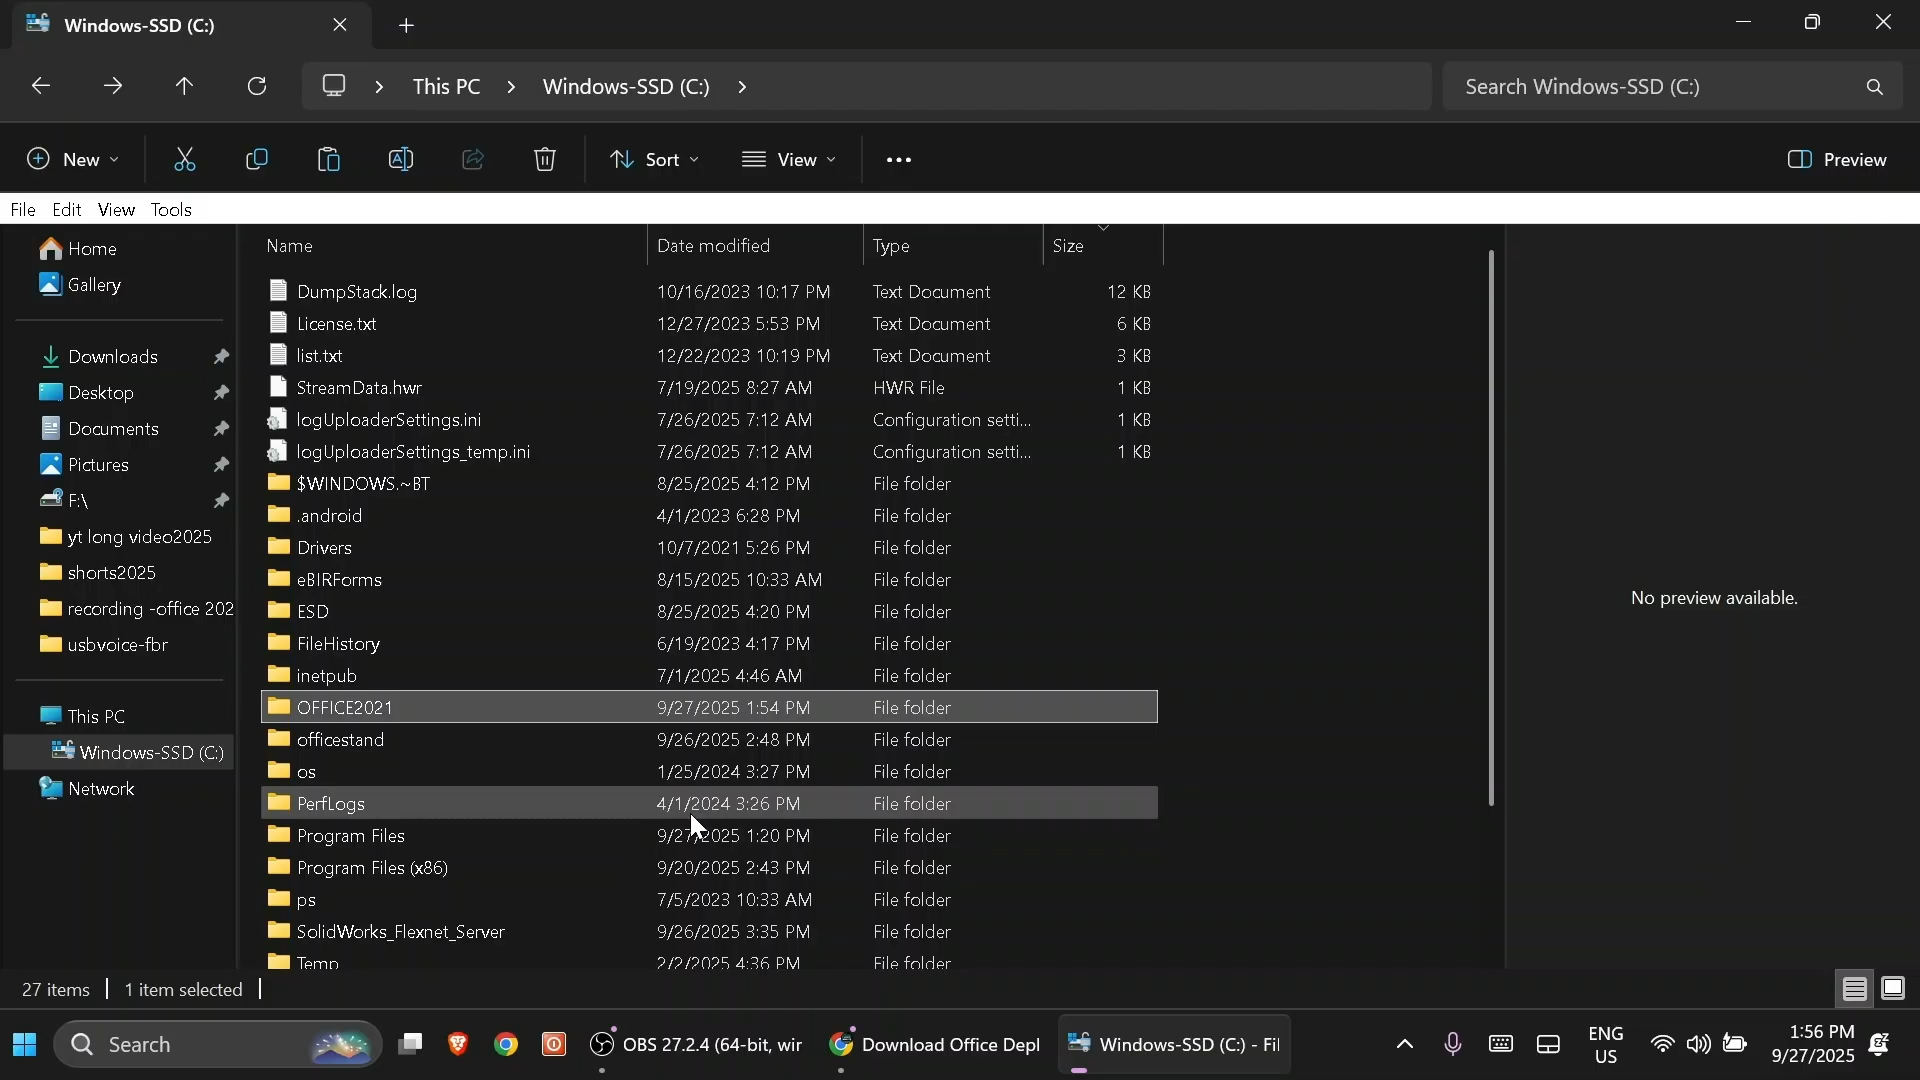 Windows-SSD (C:)
This PC > Windows-SSD (C:) >
Search Windows-SSD (C:)
New
Sort
View
Preview
File Edit View Tools
Home
Gallery
Downloads
Desktop
Documents
Pictures
F:\
yt long video2025
shorts2025
recording -office 202
usbvoice-fbr
This PC
Windows-SSD (C:)
Network
Name Date modified Type Size
DumpStack.log 10/16/2023 10:17 PM Text Document 12 KB
License.txt 12/27/2023 5:53 PM Text Document 6 KB
list.txt 12/22/2023 10:19 PM Text Document 3 KB
StreamData.hwr 7/19/2025 8:27 AM HWR File 1 KB
logUploaderSettings.ini 7/26/2025 7:12 AM Configuration setti... 1 KB
logUploaderSettings_temp.ini 7/26/2025 7:12 AM Configuration setti... 1 KB
$WINDOWS.~BT 8/25/2025 4:12 PM File folder
.android 4/1/2023 6:28 PM File folder
Drivers 10/7/2021 5:26 PM File folder
eBIRForms 8/15/2025 10:33 AM File folder
ESD 8/25/2025 4:20 PM File folder
FileHistory 6/19/2023 4:17 PM File folder
inetpub 7/1/2025 4:46 AM File folder
OFFICE2021 9/27/2025 1:54 PM File folder
officestand 9/26/2025 2:48 PM File folder
os 1/25/2024 3:27 PM File folder
PerfLogs 4/1/2024 3:26 PM File folder
Program Files 9/27/2025 1:20 PM File folder
Program Files (x86) 9/20/2025 2:43 PM File folder
ps 7/5/2023 10:33 AM File folder
SolidWorks_Flexnet_Server 9/26/2025 3:35 PM File folder
Temp 2/2/2025 4:36 PM File folder
No preview available.
27 items 1 item selected
Search
OBS 27.2.4 (64-bit, wir
Download Office Depl
Windows-SSD (C:) - Fil
ENG
US
1:56 PM
9/27/2025